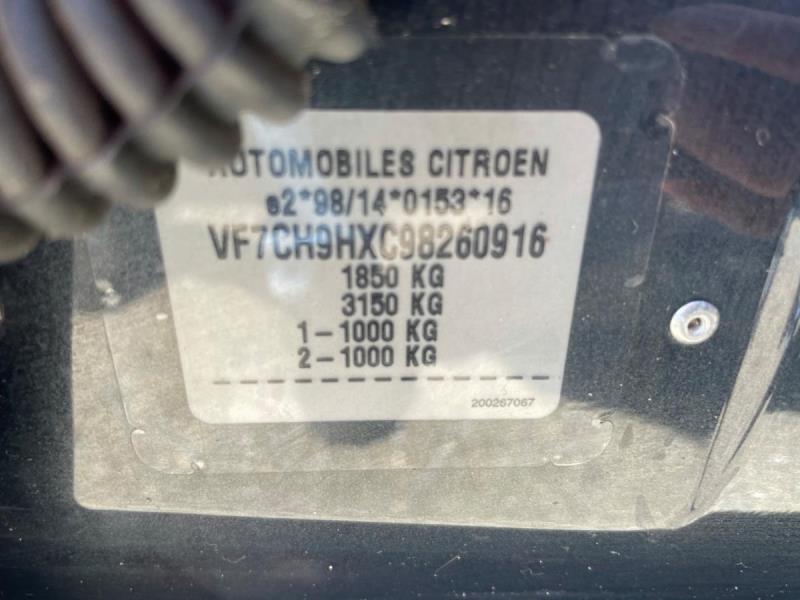 AUTOMOBILES CITROEN
e2*98/14*0153*16
VF7CH9HXC98260916
1850 KG
3150 KG
1-1000 KG
2-1000 KG
200267067